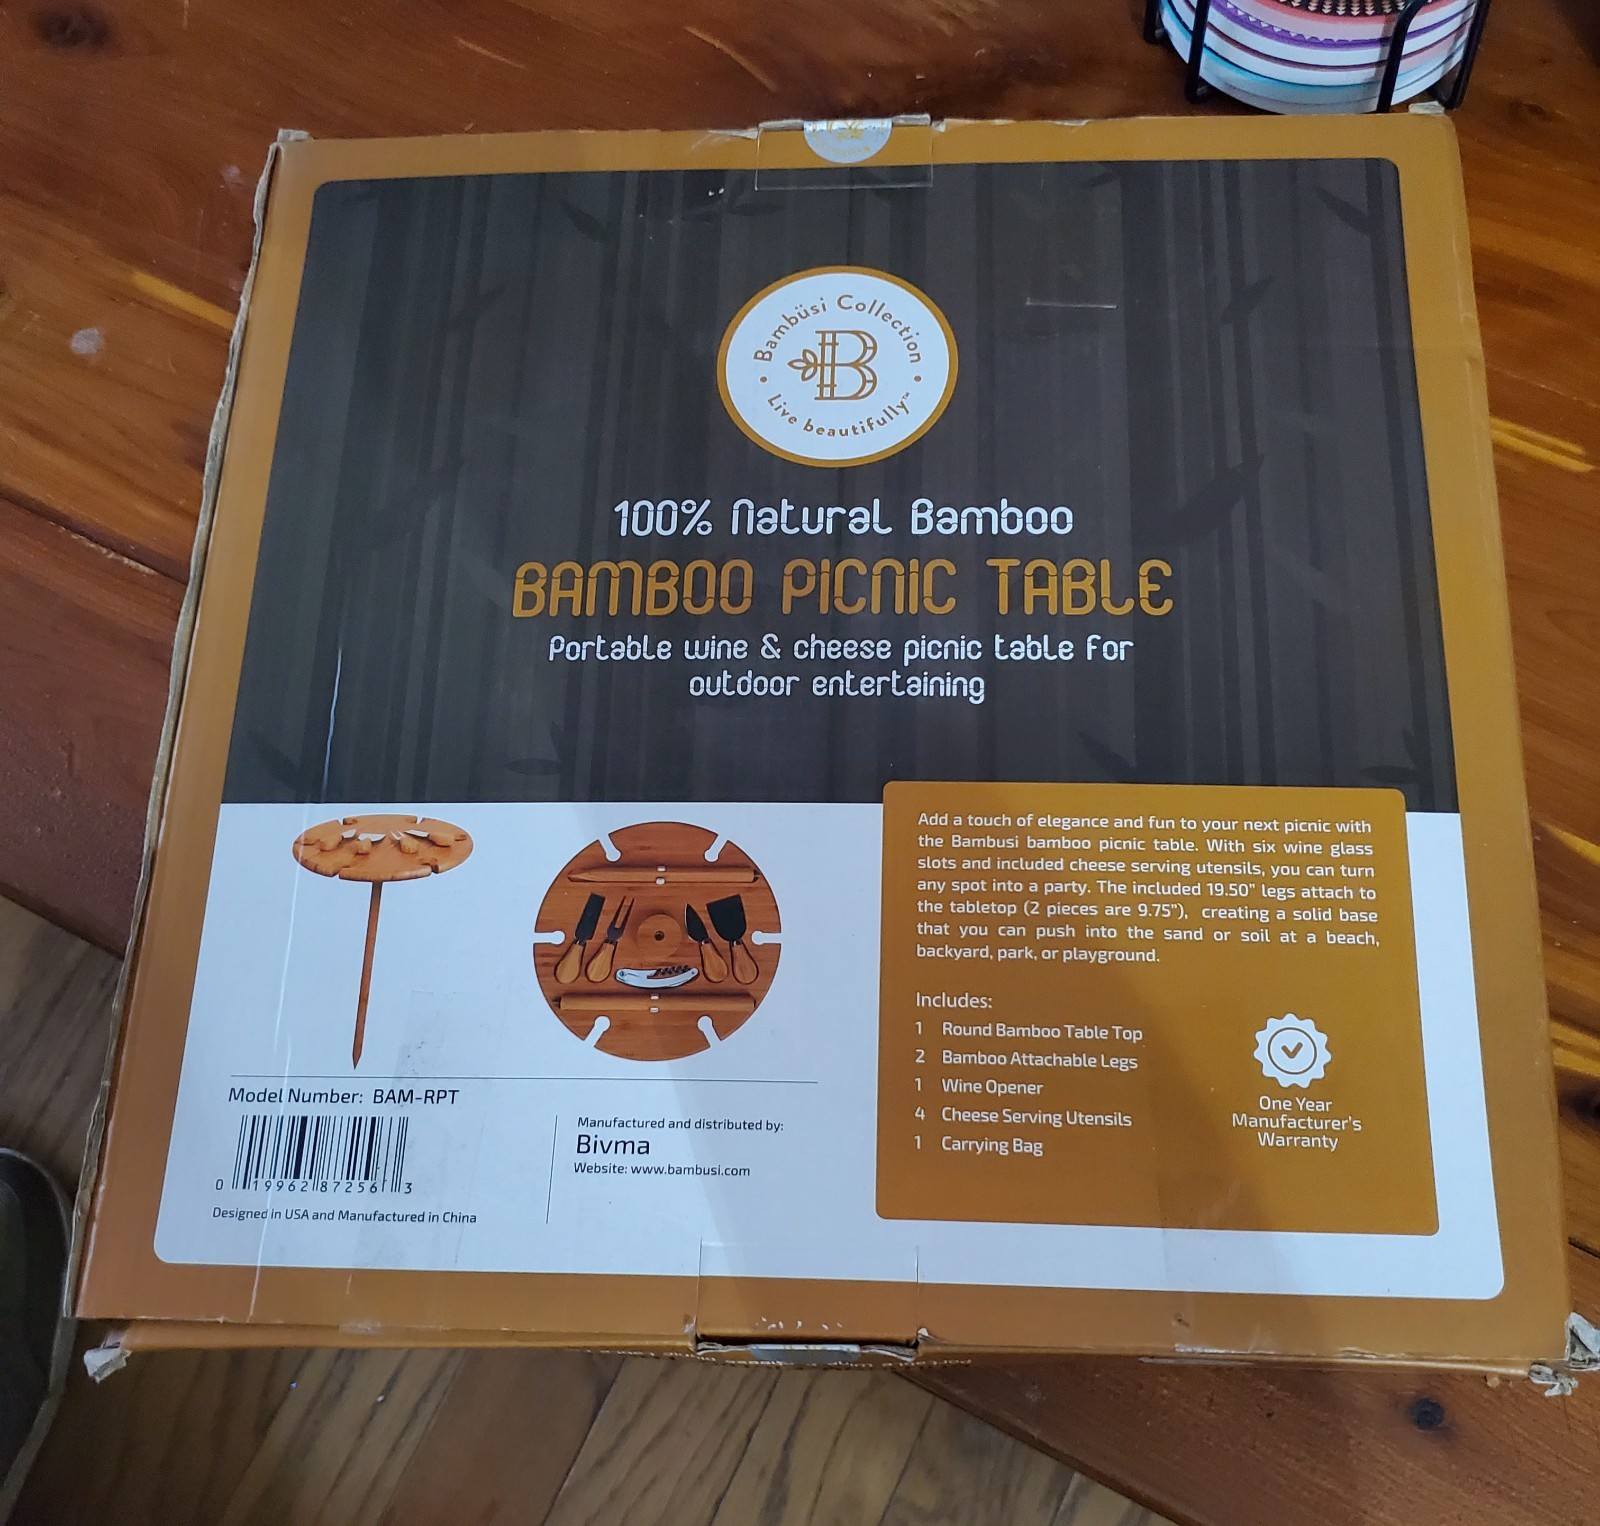 Bambüsi Collection
B
Live beautifully™
100% Natural Bamboo
BAMBOO PICNIC TABLE
Portable wine & cheese picnic table for
outdoor entertaining
Add a touch of elegance and fun to your next picnic with
the Bambusi bamboo picnic table. With six wine glass
slots and included cheese serving utensils, you can turn
any spot into a party. The included 19.50" legs attach to
the tabletop (2 pieces are 9.75"), creating a solid base
that you can push into the sand or soil at a beach,
backyard, park, or playground.
Includes:
1 Round Bamboo Table Top
2 Bamboo Attachable Legs
1 Wine Opener
4 Cheese Serving Utensils
1 Carrying Bag
One Year
Manufacturer's
Warranty
Model Number: BAM-RPT
0 19962 87256 3
Designed in USA and Manufactured in China
Manufactured and distributed by:
Bivma
Website: www.bambusi.com